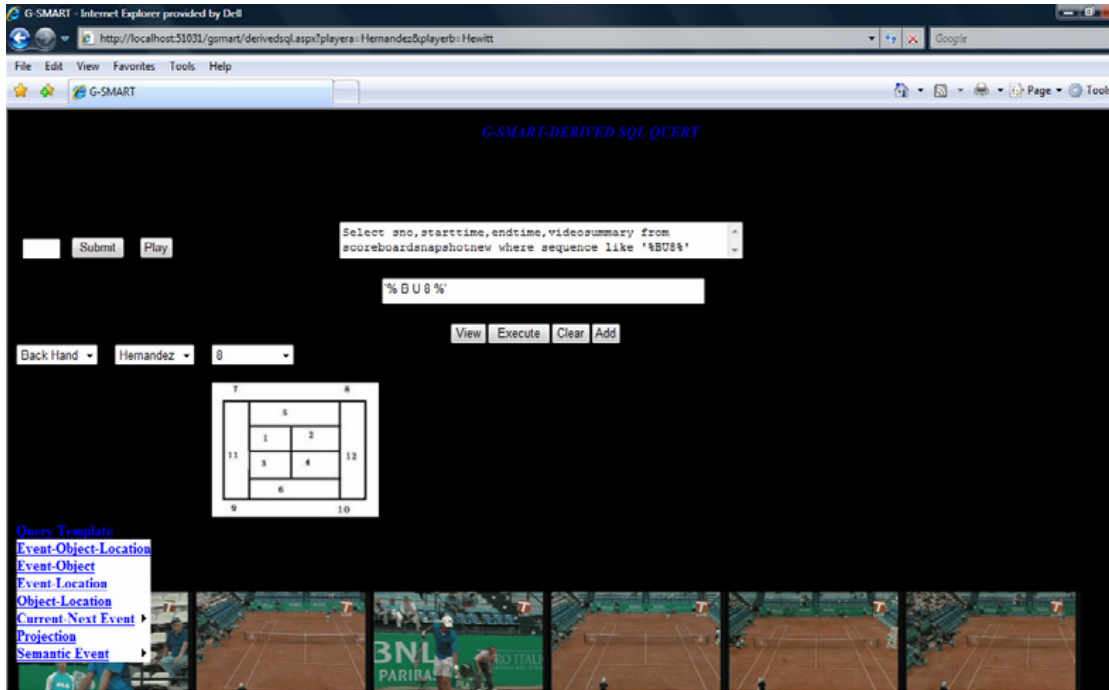 G-SMART - Internet Explorer provided by Dell
http://localhost:51031/gsmart/derivedsql.aspx?playera=Hernandez&playerb=Hewitt
Google
File Edit View Favorites Tools Help
G-SMART
Page Tools
G-SMART-DERIVED SQL QUERY
Select sno,starttime,endtime,videosummary from
scoreboardsnapshotnew where sequence like '%BU8%'
Submit Play
'% B U 8 %'
View Execute Clear Add
Back Hand Hernandez 8
7 8
5
1 2
11 12
3 4
6
9 10
Query Template
Event-Object-Location
Event-Object
Event-Location
Object-Location
Current-Next Event
Projection
Semantic Event
BNL
PARIBA